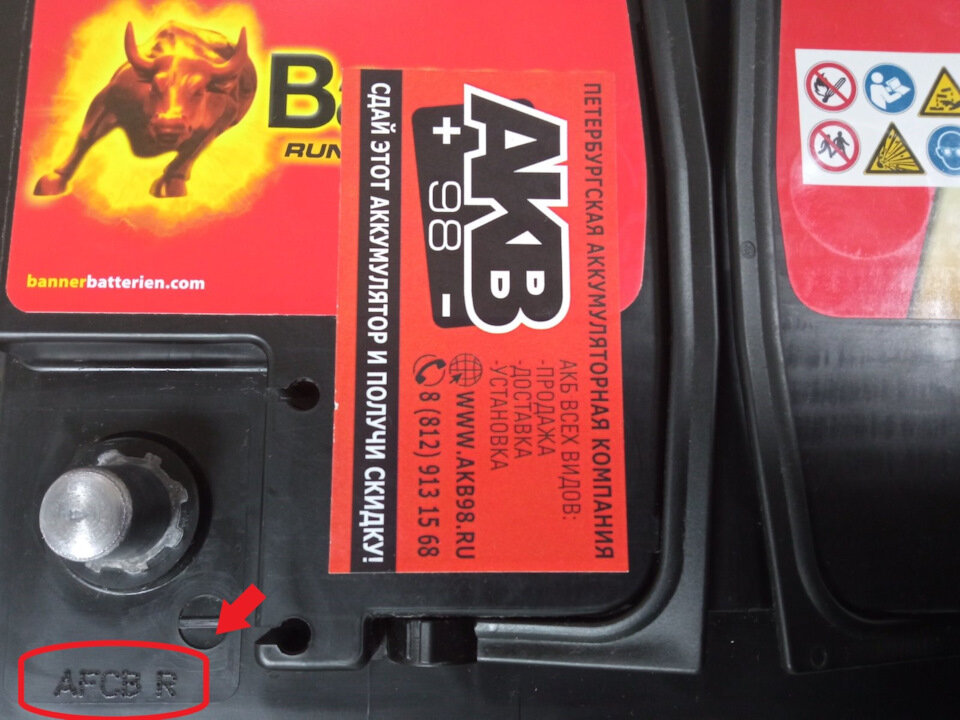 Ba
RUN
bannerbatterien.com
ПЕТЕРБУРГСКАЯ АККУМУЛЯТОРНАЯ КОМПАНИЯ
АКБ
+ 98 -
АКБ ВСЕХ ВИДОВ:
-ПРОДАЖА
-ДОСТАВКА
-УСТАНОВКА
WWW.AKB98.RU
8 (812) 913 15 68
СДАЙ ЭТОТ АККУМУЛЯТОР И ПОЛУЧИ СКИДКУ!
AFCB R